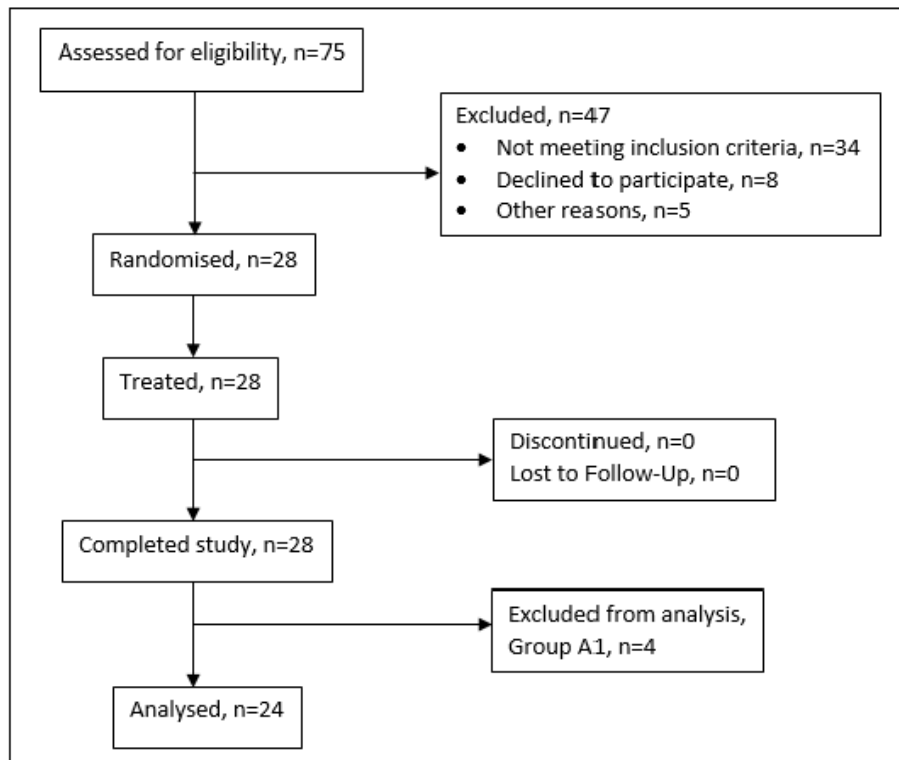 Assessed for eligibility, n=75
Excluded, n=47
• Not meeting inclusion criteria, n=34
• Declined to participate, n=8
• Other reasons, n=5
Randomised, n=28
Treated, n=28
Discontinued, n=0
Lost to Follow-Up, n=0
Completed study, n=28
Excluded from analysis,
Group A1, n=4
Analysed, n=24